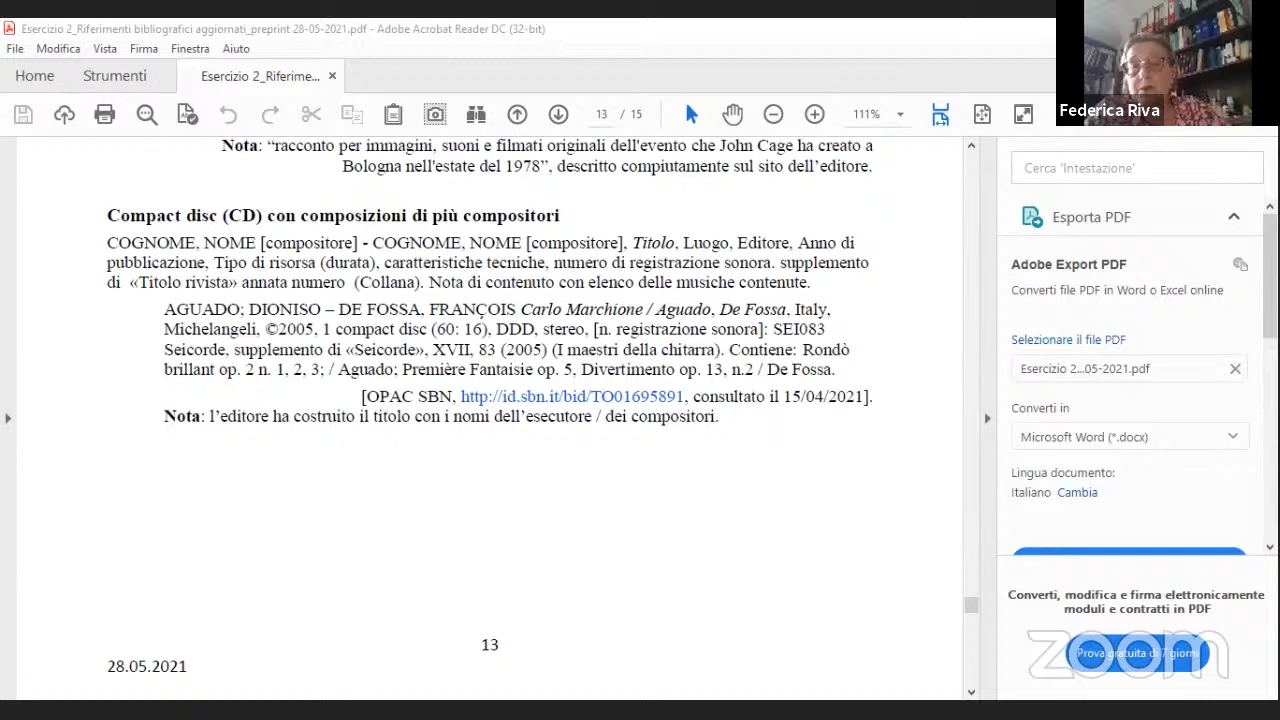 Esercizio 2_Riferimenti bibliografici aggiornati_preprint 28-05-2021.pdf - Adobe Acrobat Reader DC (32-bit)
File Modifica Vista Firma Finestra Aiuto
Home Strumenti Esercizio 2_Riferime... ×
13 / 15 111%
Federica Riva
Nota: “racconto per immagini, suoni e filmati originali dell'evento che John Cage ha creato a
Bologna nell'estate del 1978”, descritto compiutamente sul sito dell’editore.
Compact disc (CD) con composizioni di più compositori
COGNOME, NOME [compositore] - COGNOME, NOME [compositore], Titolo, Luogo, Editore, Anno di
pubblicazione, Tipo di risorsa (durata), caratteristiche tecniche, numero di registrazione sonora. supplemento
di «Titolo rivista» annata numero (Collana). Nota di contenuto con elenco delle musiche contenute.
AGUADO; DIONISO – DE FOSSA, FRANÇOIS Carlo Marchione / Aguado, De Fossa, Italy,
Michelangeli, ©2005, 1 compact disc (60: 16), DDD, stereo, [n. registrazione sonora]: SEI083
Seicorde, supplemento di «Seicorde», XVII, 83 (2005) (I maestri della chitarra). Contiene: Rondò
brillant op. 2 n. 1, 2, 3; / Aguado; Première Fantaisie op. 5, Divertimento op. 13, n.2 / De Fossa.
[OPAC SBN, http://id.sbn.it/bid/TO01695891, consultato il 15/04/2021].
Nota: l’editore ha costruito il titolo con i nomi dell’esecutore / dei compositori.
13
28.05.2021
Cerca 'Intestazione'
Esporta PDF
Adobe Export PDF
Converti file PDF in Word o Excel online
Selezionare il file PDF
Esercizio 2...05-2021.pdf
Converti in
Microsoft Word (*.docx)
Lingua documento:
Italiano Cambia
Converti, modifica e firma elettronicamente
moduli e contratti in PDF
Prova gratuita di 7 giorni
zoom